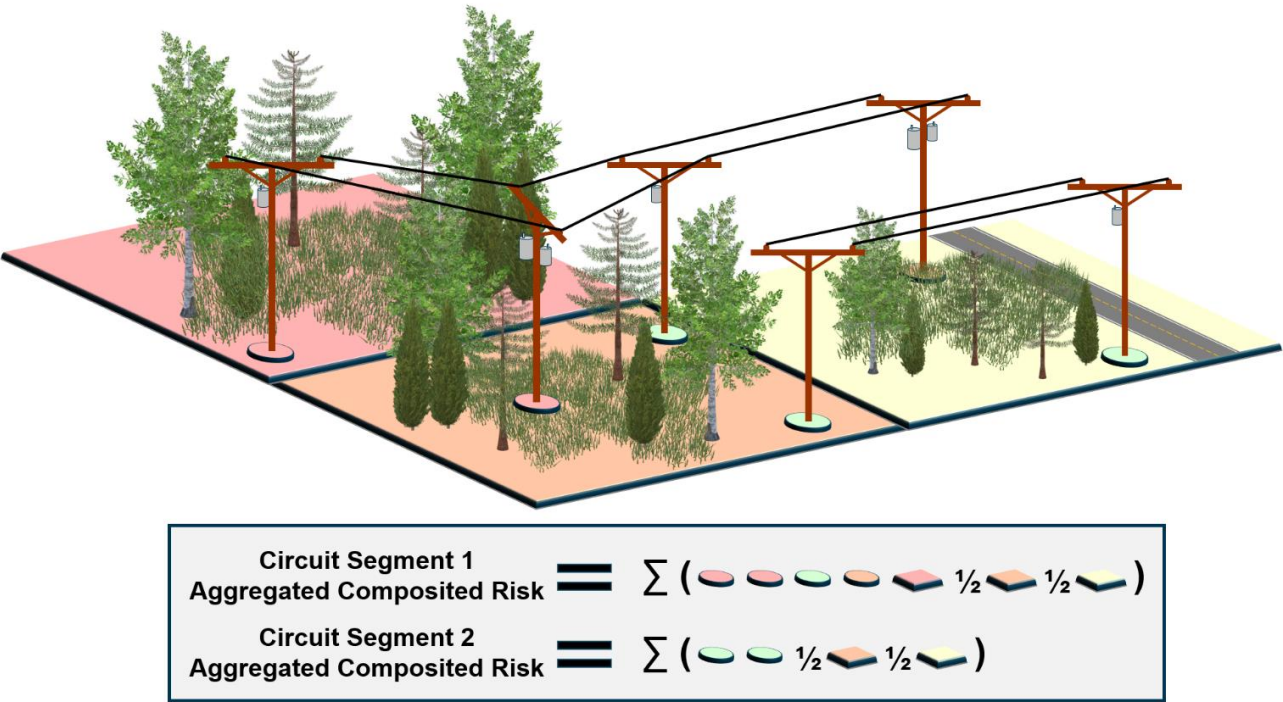 Circuit Segment 1
Aggregated Composited Risk = ∑ ( ½ ½ )
Circuit Segment 2
Aggregated Composited Risk = ∑ ( ½ ½ )